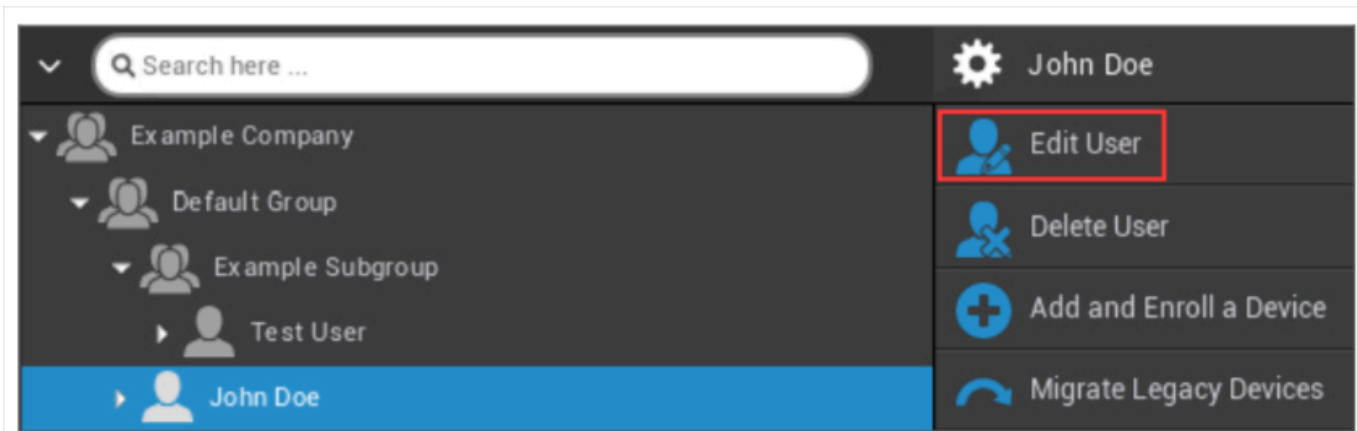 Search here ...
John Doe
Example Company
Edit User
Default Group
Delete User
Example Subgroup
Add and Enroll a Device
Test User
John Doe
Migrate Legacy Devices